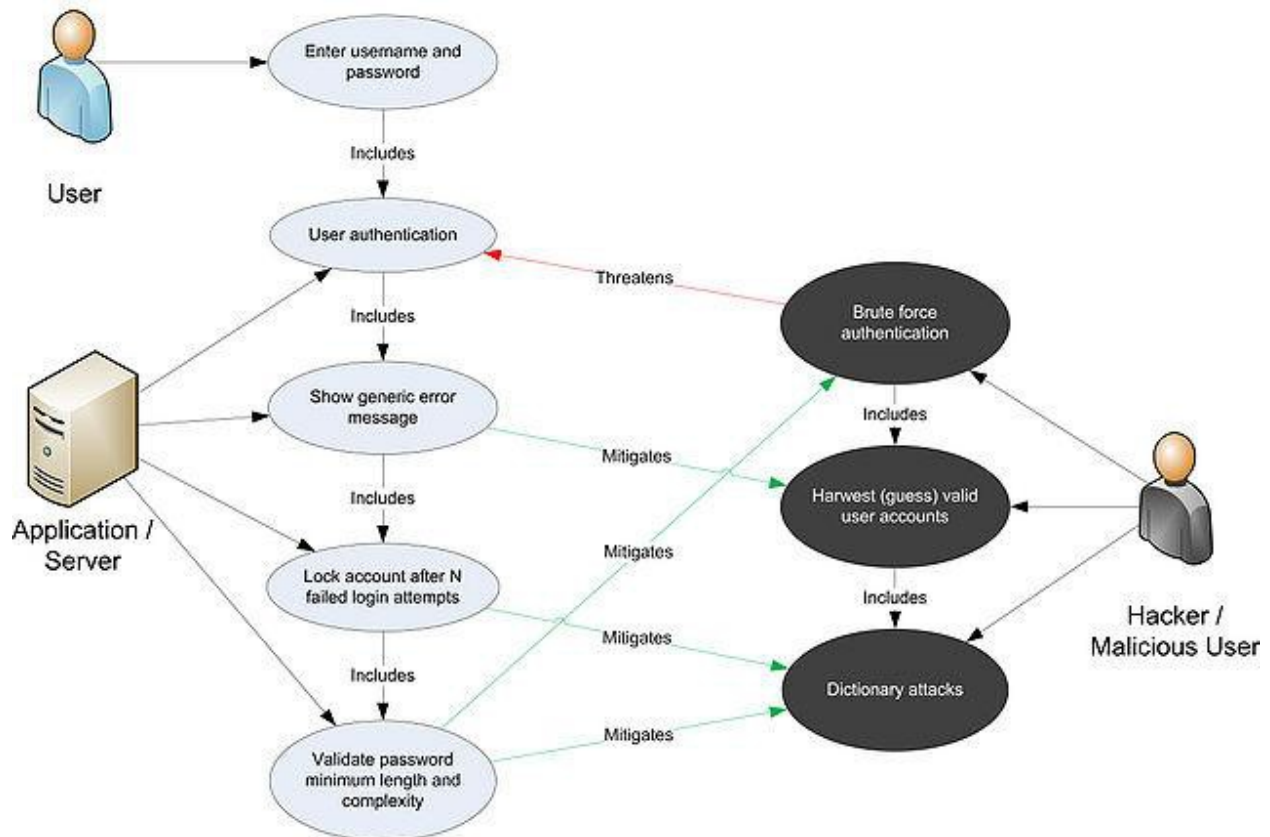 Enter username and
password
User
Includes
User authentication
Threatens
Includes
Brute force
authentication
Show generic error
message
Includes
Mitigates
Harwest (guess) valid
user accounts
Application /
Server
Includes
Mitigates
Lock account after N
failed login attempts
Includes
Hacker /
Malicious User
Mitigates
Dictionary attacks
Includes
Mitigates
Validate password
minimum length and
complexity